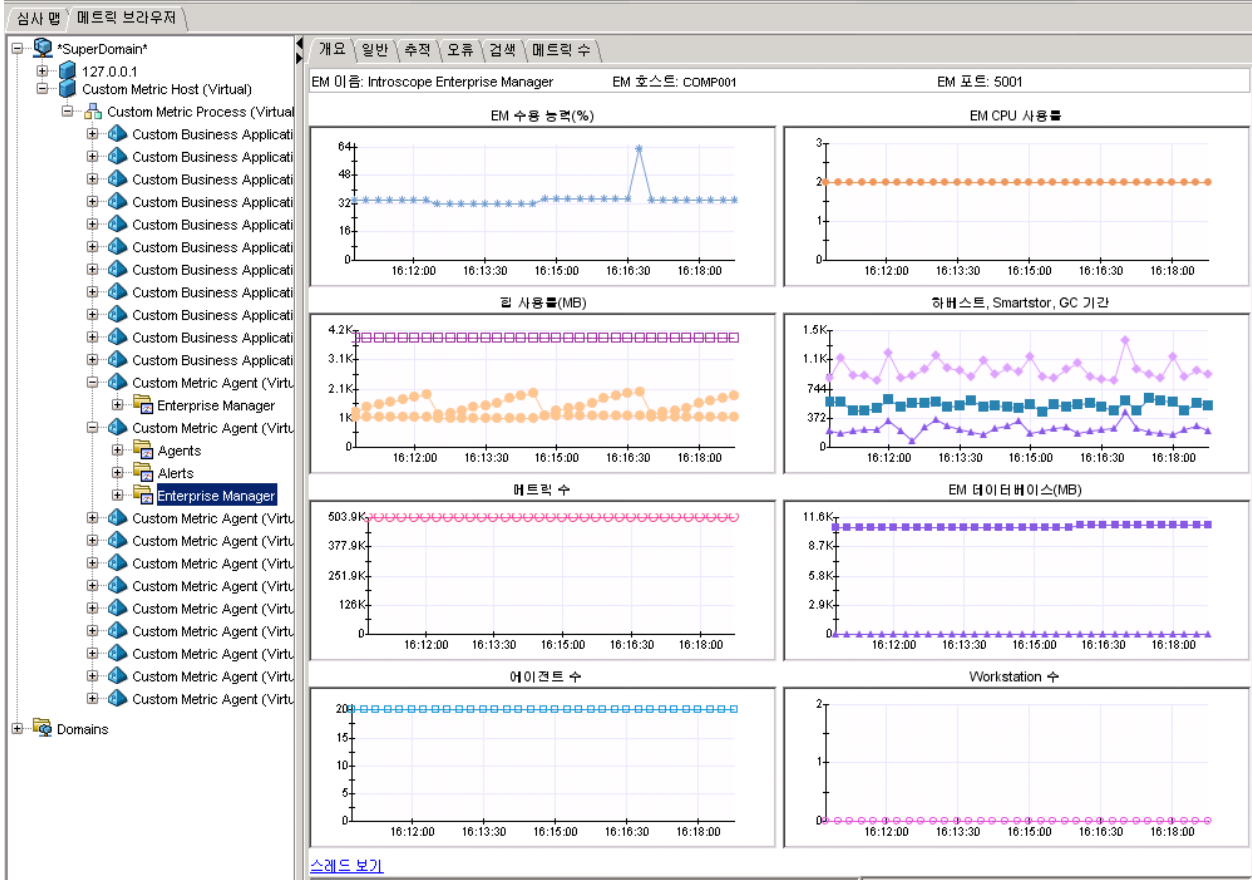 심사 맵 메트릭 브라우저
*SuperDomain*
127.0.0.1
Custom Metric Host (Virtual)
Custom Metric Process (Virtual
Custom Business Applicati
Custom Business Applicati
Custom Business Applicati
Custom Business Applicati
Custom Business Applicati
Custom Business Applicati
Custom Business Applicati
Custom Business Applicati
Custom Business Applicati
Custom Business Applicati
Custom Business Applicati
Custom Metric Agent (Virtu
Enterprise Manager
Custom Metric Agent (Virtu
Agents
Alerts
Enterprise Manager
Custom Metric Agent (Virtu
Custom Metric Agent (Virtu
Custom Metric Agent (Virtu
Custom Metric Agent (Virtu
Custom Metric Agent (Virtu
Custom Metric Agent (Virtu
Custom Metric Agent (Virtu
Custom Metric Agent (Virtu
Custom Metric Agent (Virtu
Domains
개요 일반 추적 오류 검색 메트릭 수
EM 이름: Introscope Enterprise Manager EM 호스트: COMP001 EM 포트: 5001
EM 수용 능력(%)
64
48
32
16
0
16:12:00 16:13:30 16:15:00 16:16:30 16:18:00
EM CPU 사용률
3
2
1
0
16:12:00 16:13:30 16:15:00 16:16:30 16:18:00
힙 사용률(MB)
4.2K
3.1K
2.1K
1K
0
16:12:00 16:13:30 16:15:00 16:16:30 16:18:00
하베스트, Smartstor, GC 기간
1.5K
1.1K
744
372
0
16:12:00 16:13:30 16:15:00 16:16:30 16:18:00
메트릭 수
503.9K
377.9K
251.9K
126K
0
16:12:00 16:13:30 16:15:00 16:16:30 16:18:00
EM 데이터베이스(MB)
11.6K
8.7K
5.8K
2.9K
0
16:12:00 16:13:30 16:15:00 16:16:30 16:18:00
에이전트 수
20
15
10
5
0
16:12:00 16:13:30 16:15:00 16:16:30 16:18:00
Workstation 수
2
1
0
16:12:00 16:13:30 16:15:00 16:16:30 16:18:00
스레드 보기